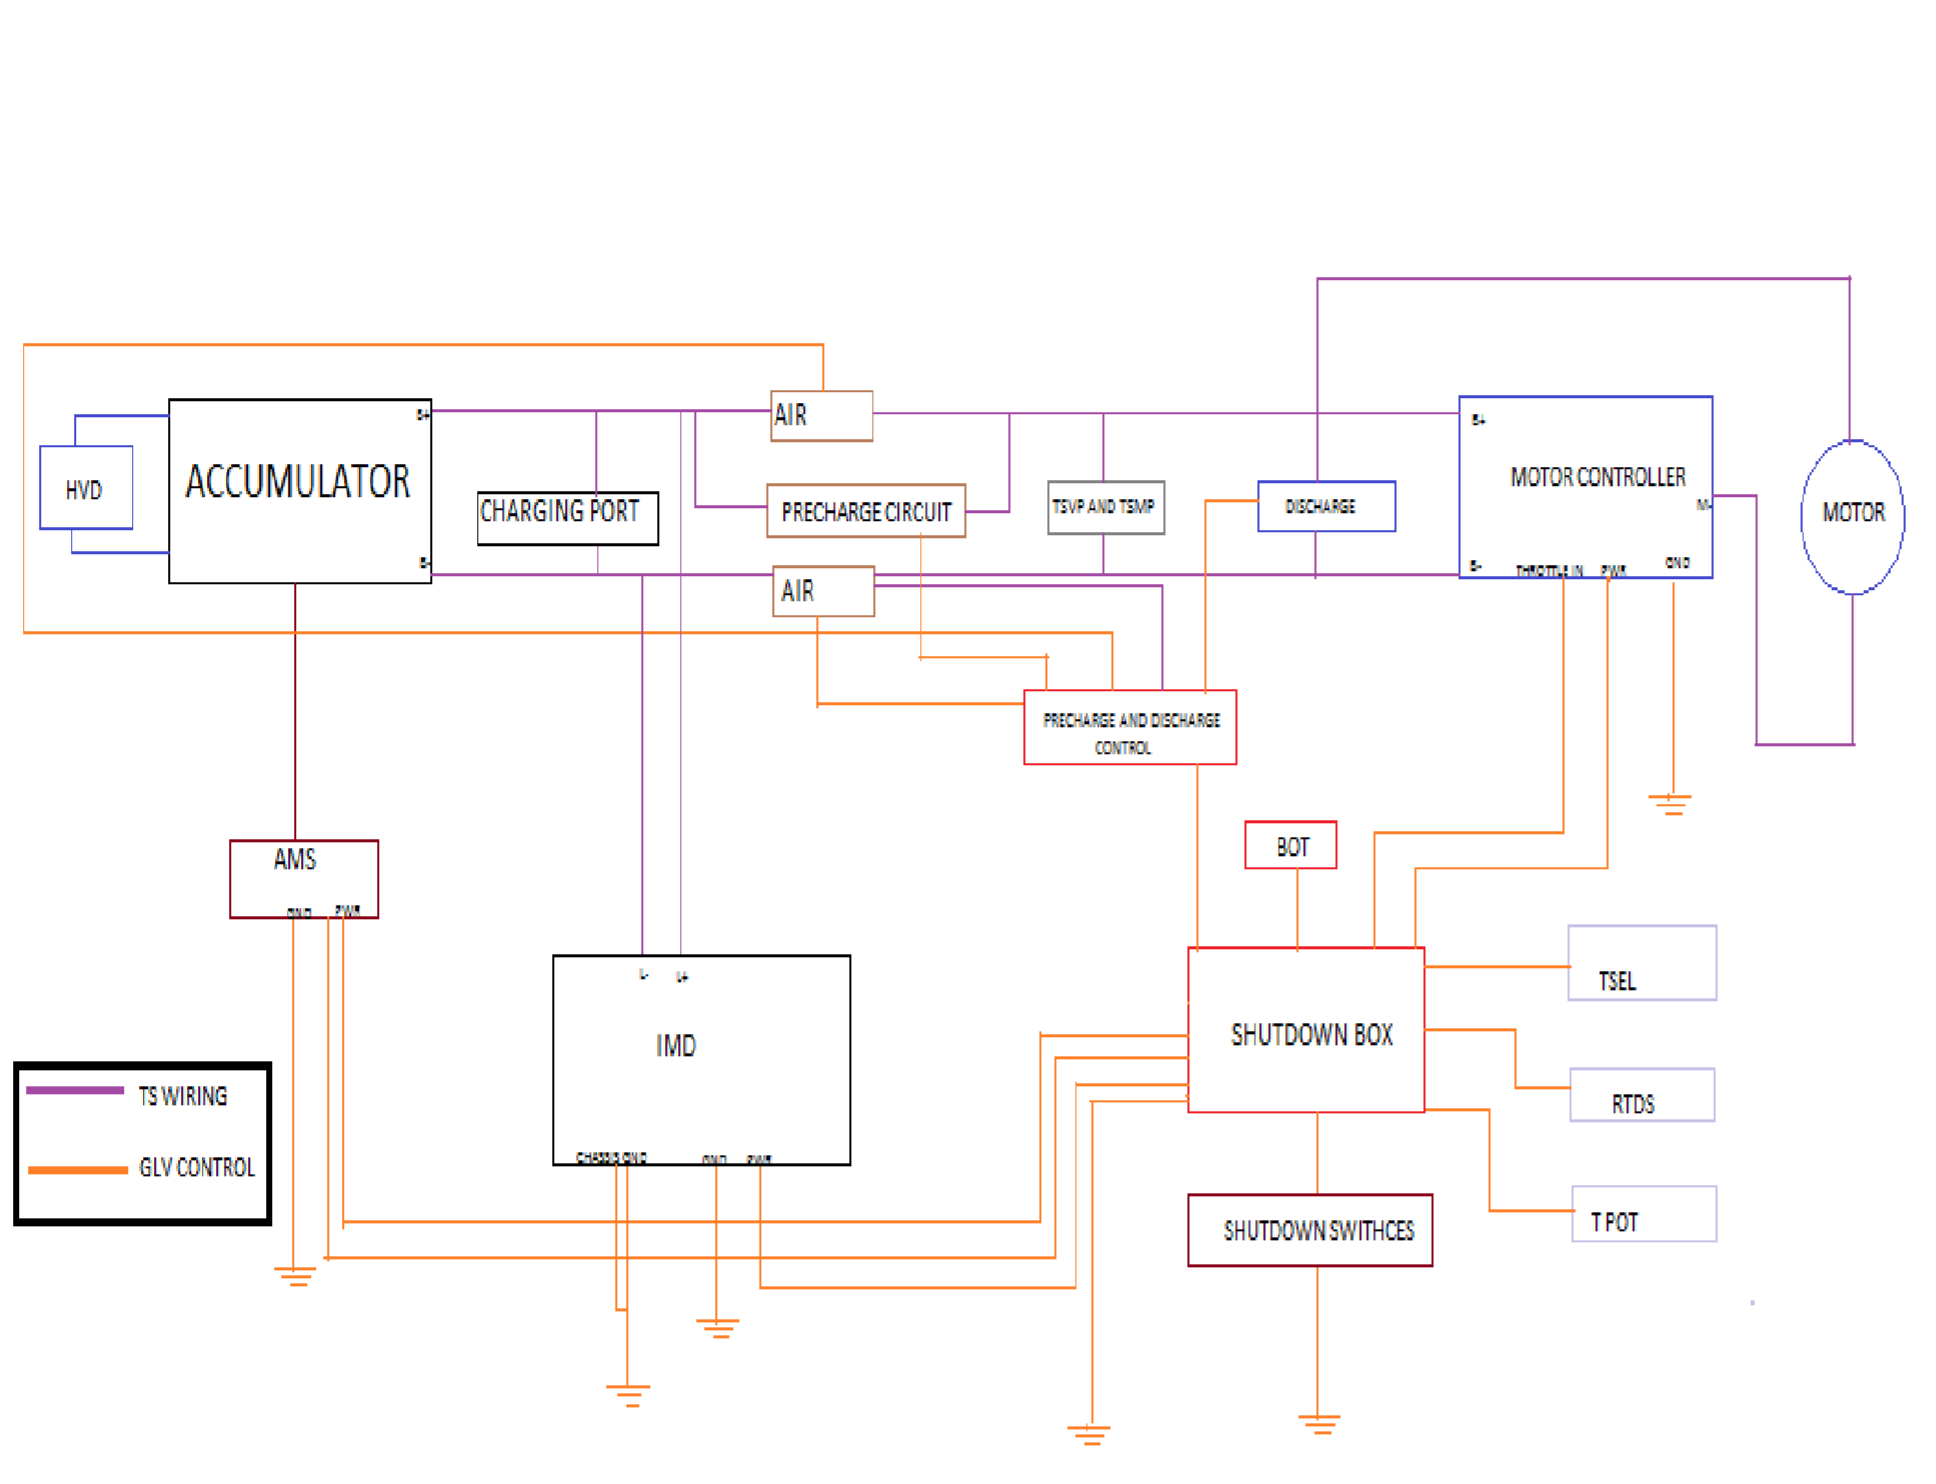 AIR
B+
ACCUMULATOR
HVD
B-
CHARGING PORT
PRECHARGE CIRCUIT
TSVP AND TSMP
DISCHARGE
B+
MOTOR CONTROLLER
M-
MOTOR
B-
THROTTLE IN
PWR
GND
AIR
PRECHARGE AND DISCHARGE
CONTROL
BOT
AMS
GND
PWR
L-
L+
IMD
CHASSIS GND
GND
PWR
SHUTDOWN BOX
TSEL
RTDS
T POT
SHUTDOWN SWITHCES
TS WIRING
GLV CONTROL